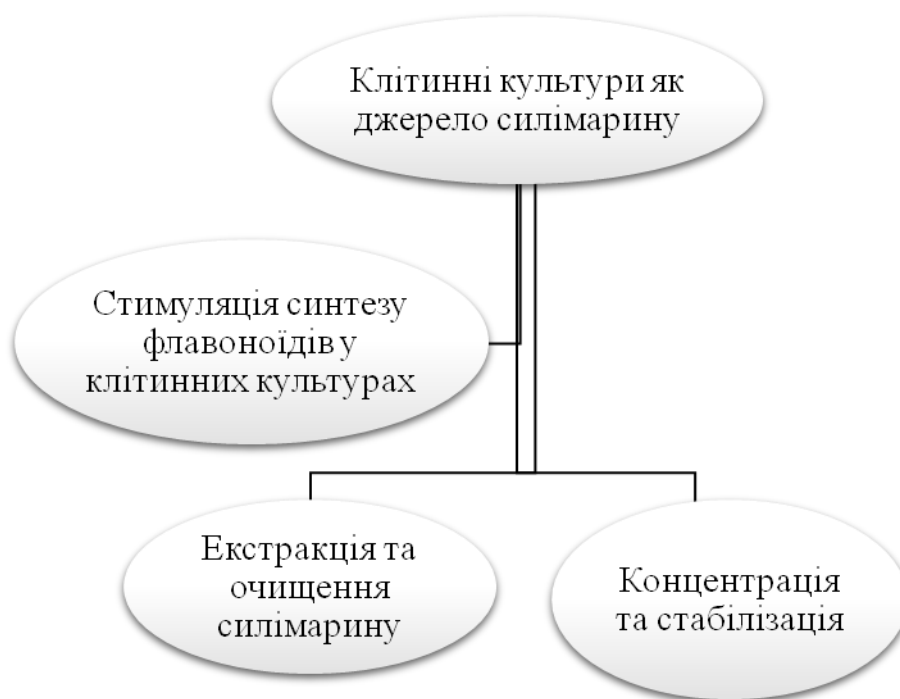 Клітинні культури як
джерело силімарину
Стимуляція синтезу
флавоноїдів у
клітинних культурах
Екстракція та
очищення
силімарину
Концентрація
та стабілізація